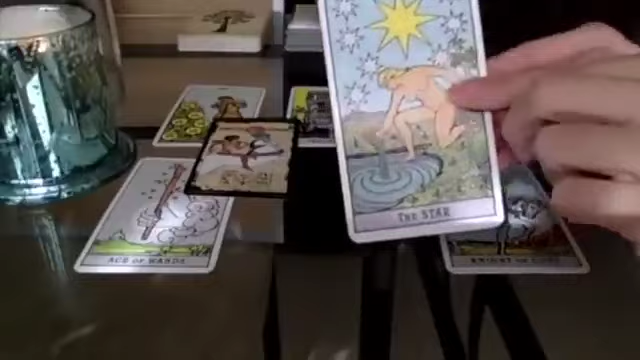 THE STAR
ACE OF WANDS
KNIGHT OF CUPS